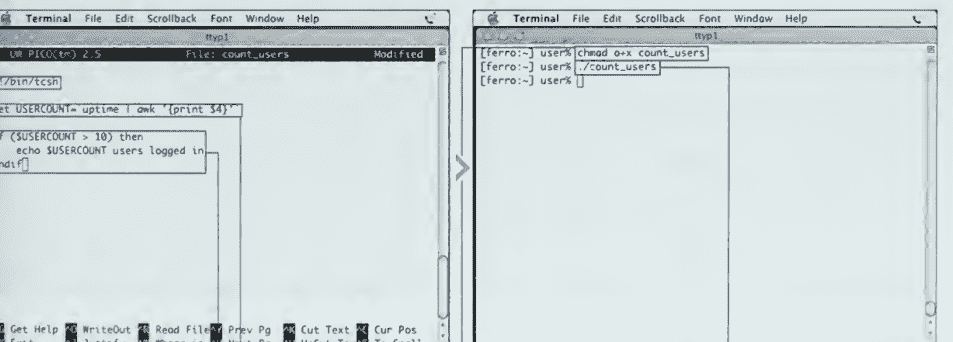 Terminal File Edit Scrollback Font Window Help
ttyp1
UW PICO(tm) 2.5 File: count_users Modified
!/bin/tcsh
et USERCOUNT=`uptime | awk '{print $4}'`
f ($USERCOUNT > 10) then
echo $USERCOUNT users logged in
ndif
Get Help ^O WriteOut ^R Read File ^Y Prev Pg ^K Cut Text ^C Cur Pos
Terminal File Edit Scrollback Font Window Help
ttyp1
[ferro:~] user% chmod o+x count_users
[ferro:~] user% ./count_users
[ferro:~] user%